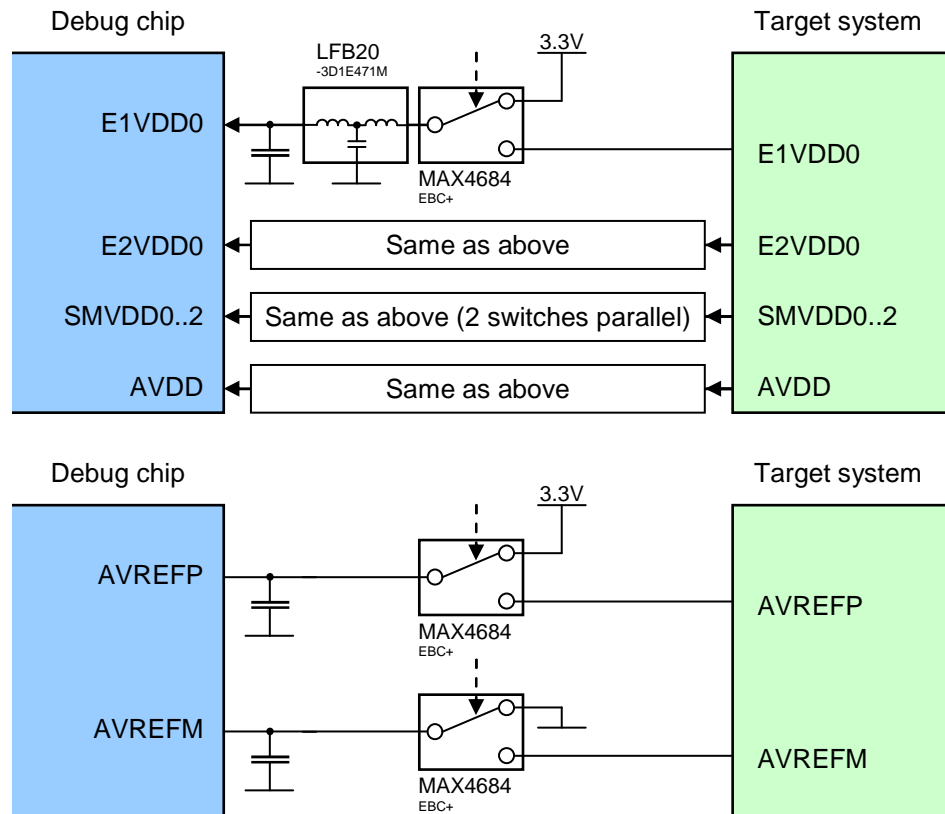 Debug chip
Target system
LFB20
-3D1E471M
3.3V
E1VDD0
E1VDD0
MAX4684
EBC+
E2VDD0
Same as above
E2VDD0
SMVDD0..2
Same as above (2 switches parallel)
SMVDD0..2
AVDD
Same as above
AVDD
Debug chip
Target system
3.3V
AVREFP
AVREFP
MAX4684
EBC+
AVREFM
AVREFM
MAX4684
EBC+